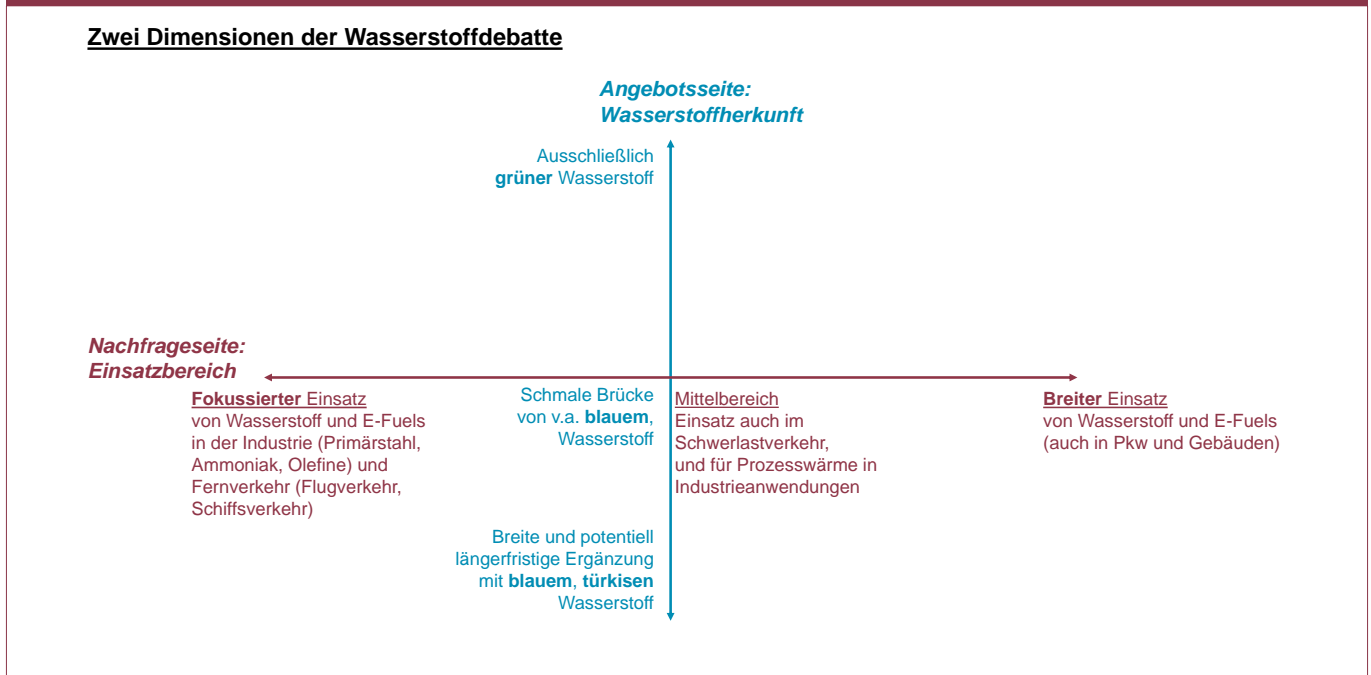 Zwei Dimensionen der Wasserstoffdebatte
Angebotsseite:
Wasserstoffherkunft
Ausschließlich
grüner Wasserstoff
Nachfrageseite:
Einsatzbereich
Fokussierter Einsatz
von Wasserstoff und E-Fuels
in der Industrie (Primärstahl,
Ammoniak, Olefine) und
Fernverkehr (Flugverkehr,
Schiffsverkehr)
Schmale Brücke
von v.a. blauem,
Wasserstoff
Mittelbereich
Einsatz auch im
Schwerlastverkehr,
und für Prozesswärme in
Industrieanwendungen
Breiter Einsatz
von Wasserstoff und E-Fuels
(auch in Pkw und Gebäuden)
Breite und potentiell
längerfristige Ergänzung
mit blauem, türkisen
Wasserstoff